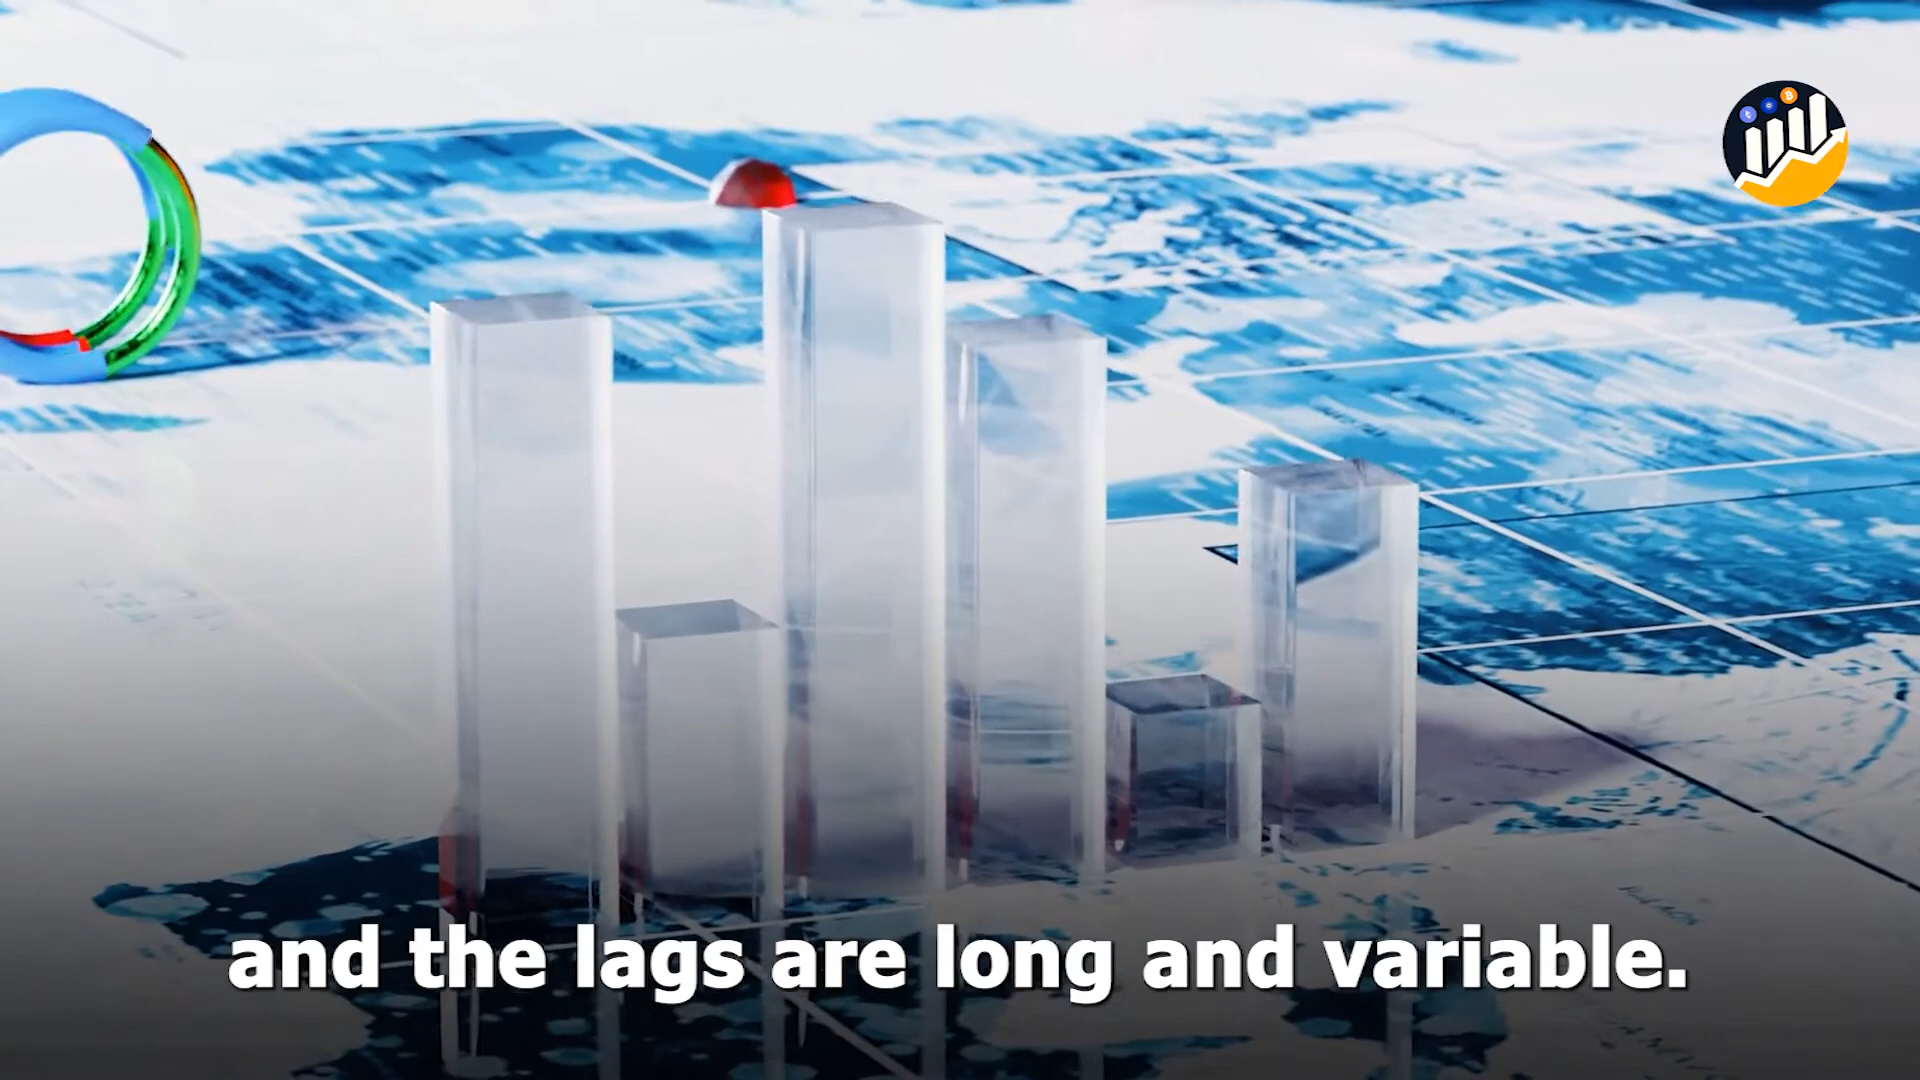 and the lags are long and variable.